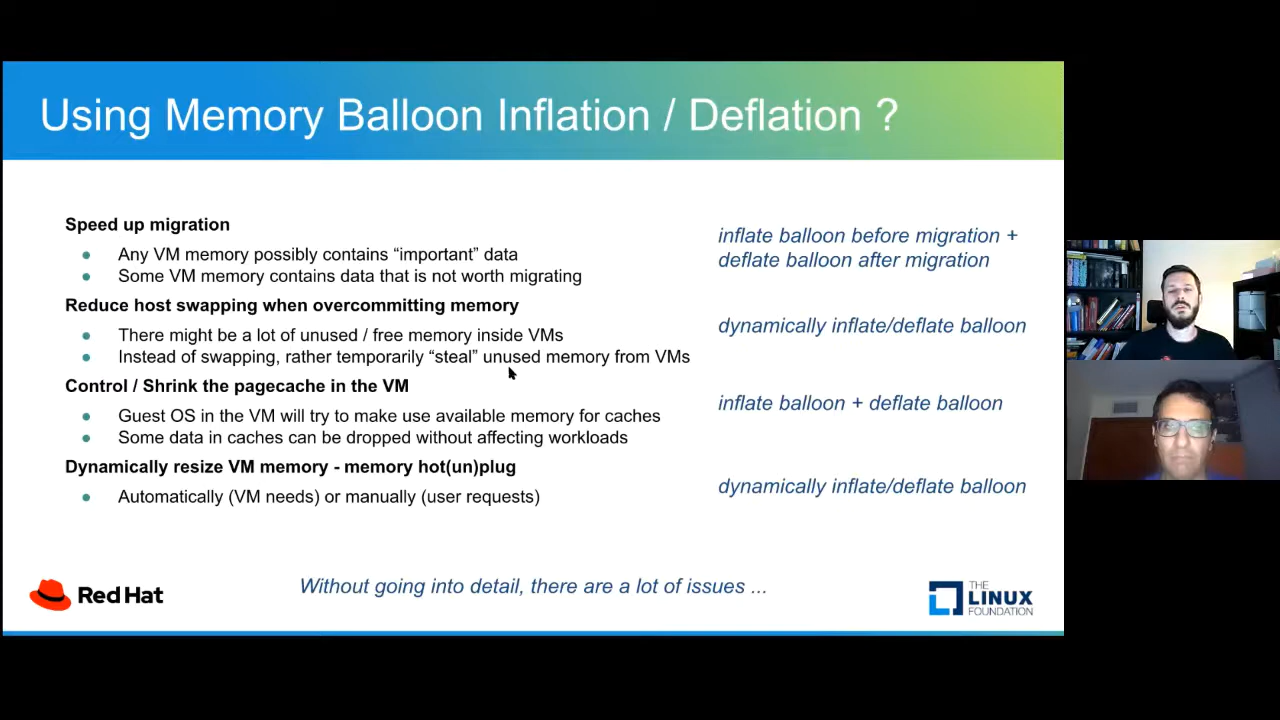 Using Memory Balloon Inflation / Deflation ?
Speed up migration
● Any VM memory possibly contains “important” data
● Some VM memory contains data that is not worth migrating
inflate balloon before migration +
deflate balloon after migration
Reduce host swapping when overcommitting memory
● There might be a lot of unused / free memory inside VMs
● Instead of swapping, rather temporarily “steal” unused memory from VMs
dynamically inflate/deflate balloon
Control / Shrink the pagecache in the VM
● Guest OS in the VM will try to make use available memory for caches
● Some data in caches can be dropped without affecting workloads
inflate balloon + deflate balloon
Dynamically resize VM memory - memory hot(un)plug
● Automatically (VM needs) or manually (user requests)
dynamically inflate/deflate balloon
Without going into detail, there are a lot of issues ...
Red Hat
THE
LINUX
FOUNDATION